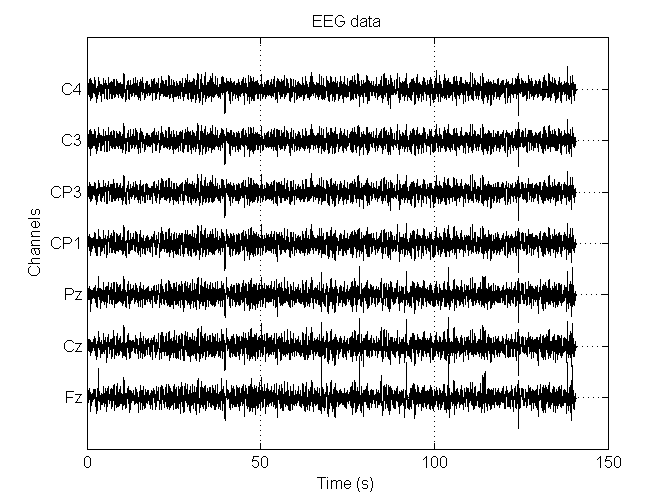 EEG data
C4
C3
CP3
CP1
Pz
Cz
Fz
Channels
0 50 100 150
Time (s)